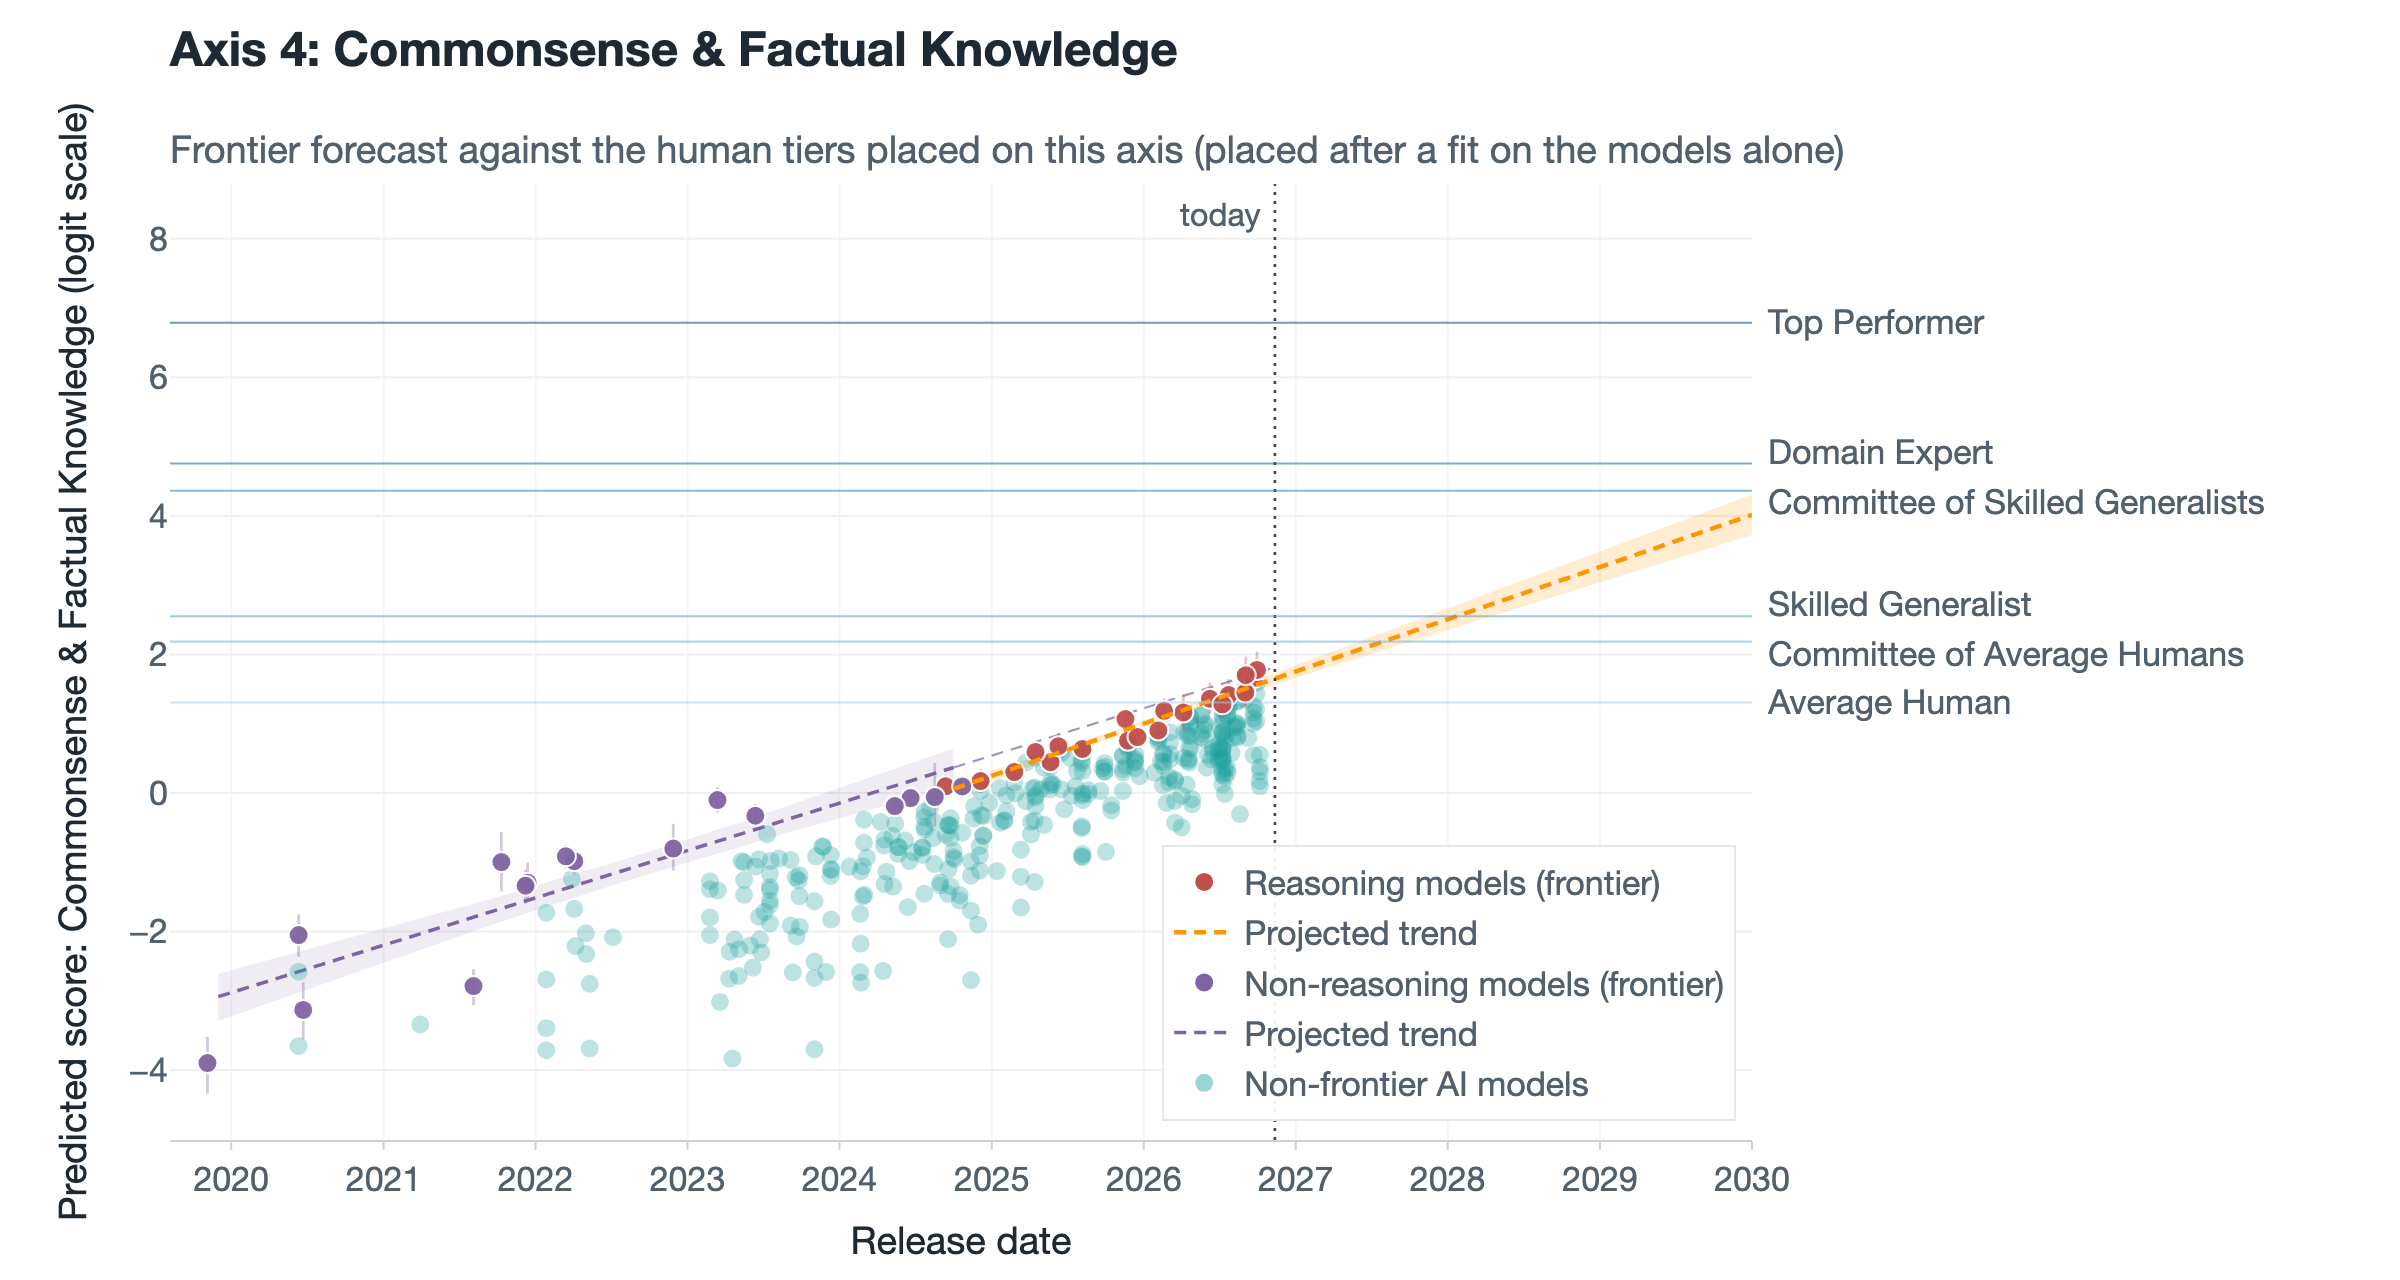 Axis 4: Commonsense & Factual Knowledge
Frontier forecast against the human tiers placed on this axis (placed after a fit on the models alone)
Predicted score: Commonsense & Factual Knowledge (logit scale)
today
8
6
4
2
0
−2
−4
Top Performer
Domain Expert
Committee of Skilled Generalists
Skilled Generalist
Committee of Average Humans
Average Human
Reasoning models (frontier)
Projected trend
Non-reasoning models (frontier)
Projected trend
Non-frontier AI models
2020 2021 2022 2023 2024 2025 2026 2027 2028 2029 2030
Release date